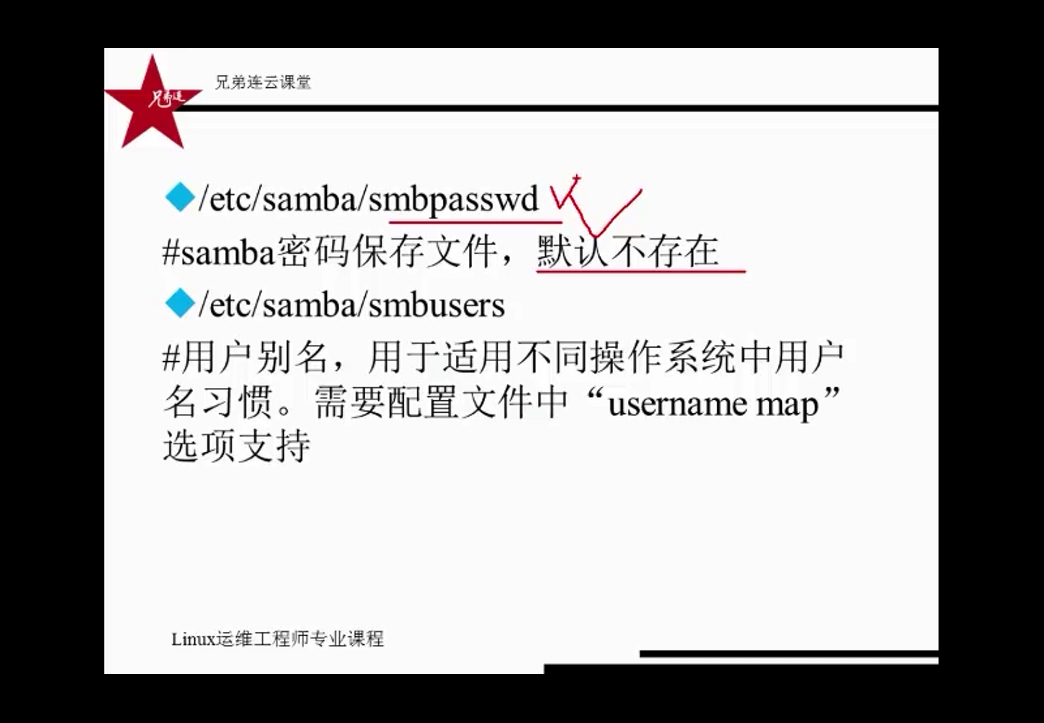 兄弟连云课堂
兄弟连
/etc/samba/smbpasswd
#samba密码保存文件，默认不存在
/etc/samba/smbusers
#用户别名，用于适用不同操作系统中用户
名习惯。需要配置文件中“username map”
选项支持
Linux运维工程师专业课程